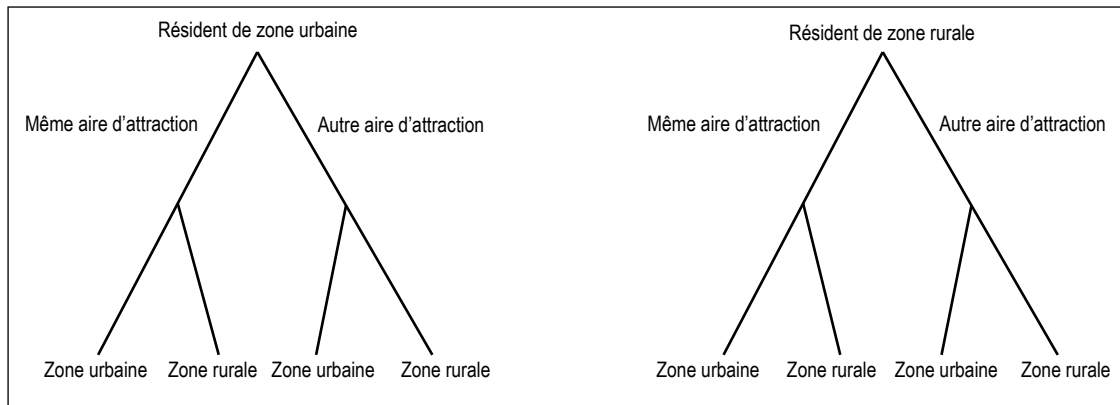 Résident de zone urbaine
Même aire d’attraction
Autre aire d’attraction
Zone urbaine
Zone rurale
Zone urbaine
Zone rurale
Résident de zone rurale
Même aire d’attraction
Autre aire d’attraction
Zone urbaine
Zone rurale
Zone urbaine
Zone rurale